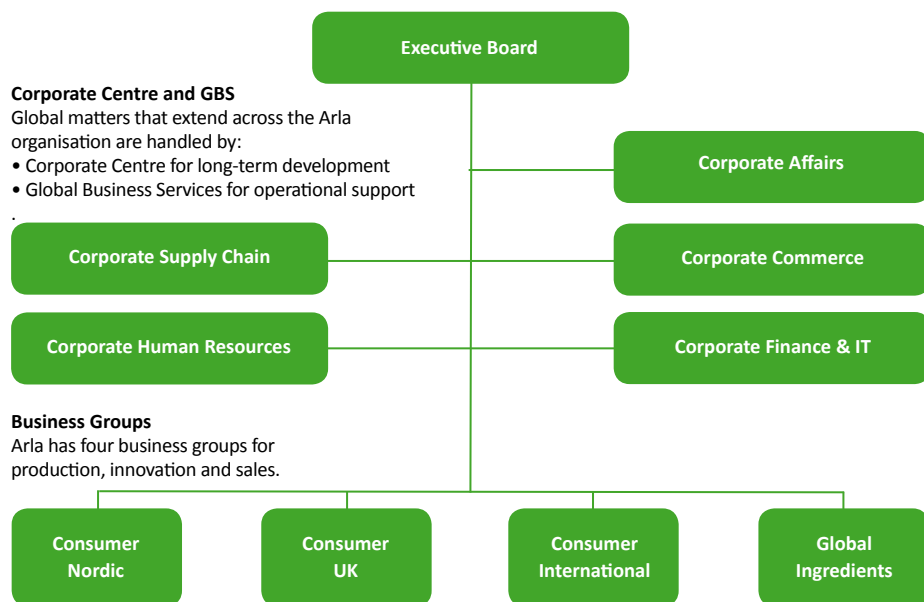 Executive Board
Corporate Centre and GBS
Global matters that extend across the Arla
organisation are handled by:
• Corporate Centre for long-term development
• Global Business Services for operational support
.
Corporate Affairs
Corporate Supply Chain
Corporate Commerce
Corporate Human Resources
Corporate Finance & IT
Business Groups
Arla has four business groups for
production, innovation and sales.
Consumer
Nordic
Consumer
UK
Consumer
International
Global
Ingredients